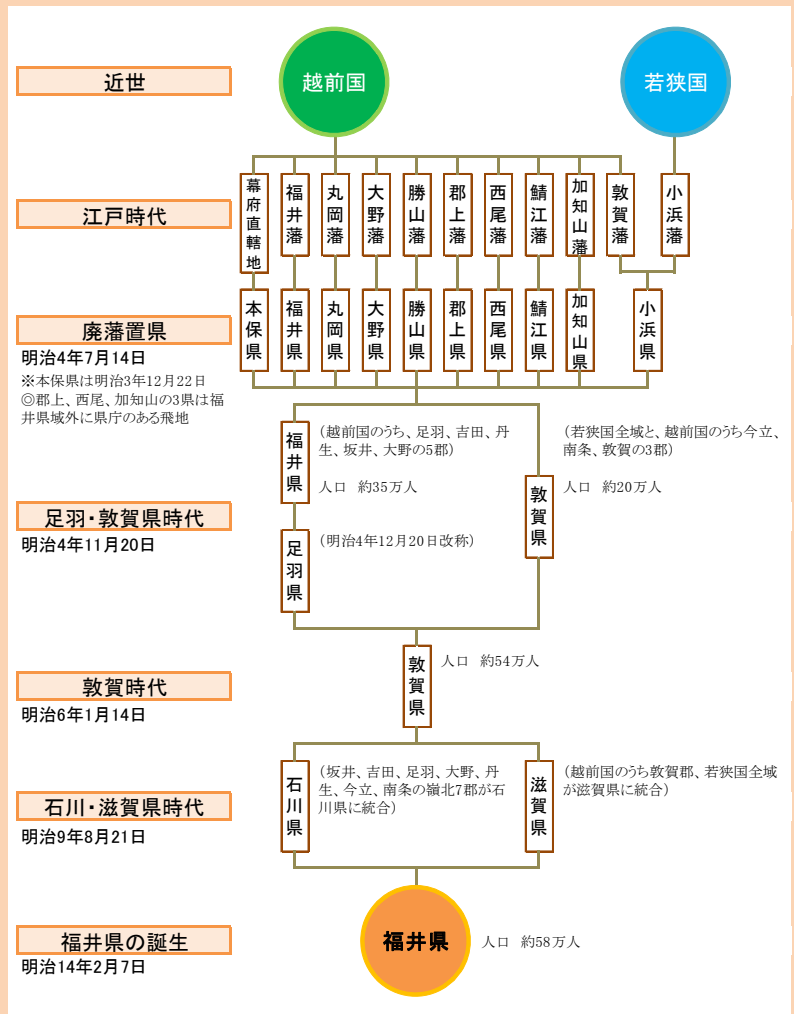 近世
越前国
若狭国
江戸時代
幕府直轄地
福井藩
丸岡藩
大野藩
勝山藩
郡上藩
西尾藩
鯖江藩
加知山藩
敦賀藩
小浜藩
廃藩置県
明治4年7月14日
※本保県は明治3年12月22日
◎郡上、西尾、加知山の3県は福
井県域外に県庁のある飛地
本保県
福井県
丸岡県
大野県
勝山県
郡上県
西尾県
鯖江県
加知山県
小浜県
足羽・敦賀県時代
明治4年11月20日
福井県
(越前国のうち、足羽、吉田、丹
生、坂井、大野の5郡)
人口 約35万人
足羽県
(明治4年12月20日改称)
敦賀県
(若狭国全域と、越前国のうち今立、
南条、敦賀の3郡)
人口 約20万人
敦賀時代
明治6年1月14日
敦賀県
人口 約54万人
石川・滋賀県時代
明治9年8月21日
石川県
(坂井、吉田、足羽、大野、丹
生、今立、南条の嶺北7郡が石
川県に統合)
滋賀県
(越前国のうち敦賀郡、若狭国全域
が滋賀県に統合)
福井県の誕生
明治14年2月7日
福井県
人口 約58万人